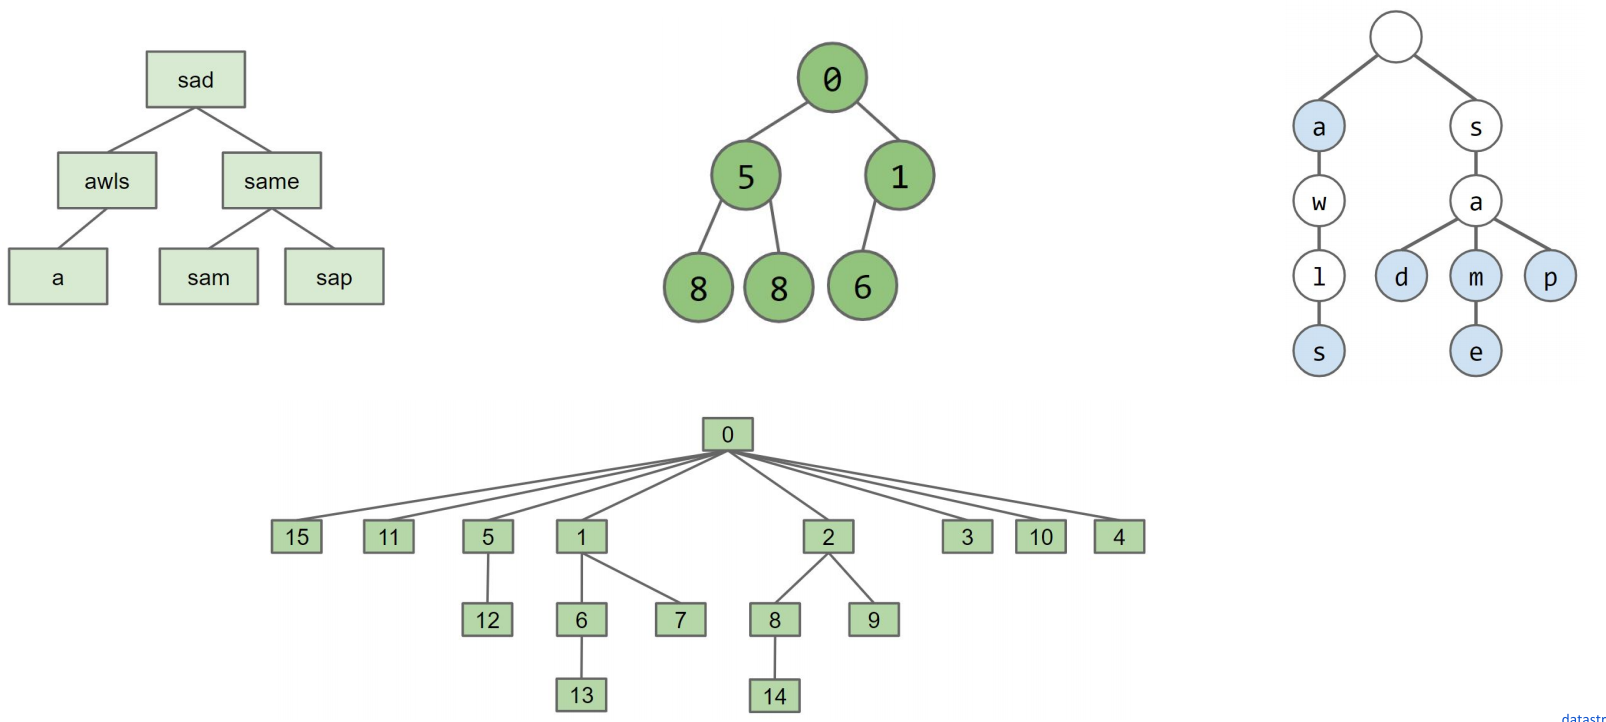 sad
awls same
a sam sap
0
5 1
8 8 6
a s
w a
l d m p
s e
0
15 11 5 1 2 3 10 4
12 6 7 8 9
13 14
datastr